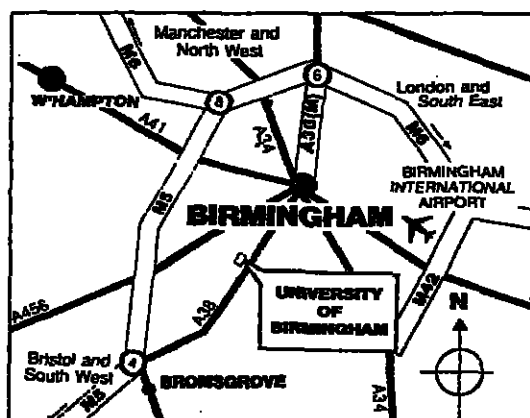 Manchester and
North West
M6
6
8
London and
South East
W'HAMPTON
A41
A34
A38(M)
M6
BIRMINGHAM
INTERNATIONAL
AIRPORT
M5
BIRMINGHAM
UNIVERSITY
OF
BIRMINGHAM
M42
N
A456
A38
Bristol and
South West
4
BROMSGROVE
M5
A34